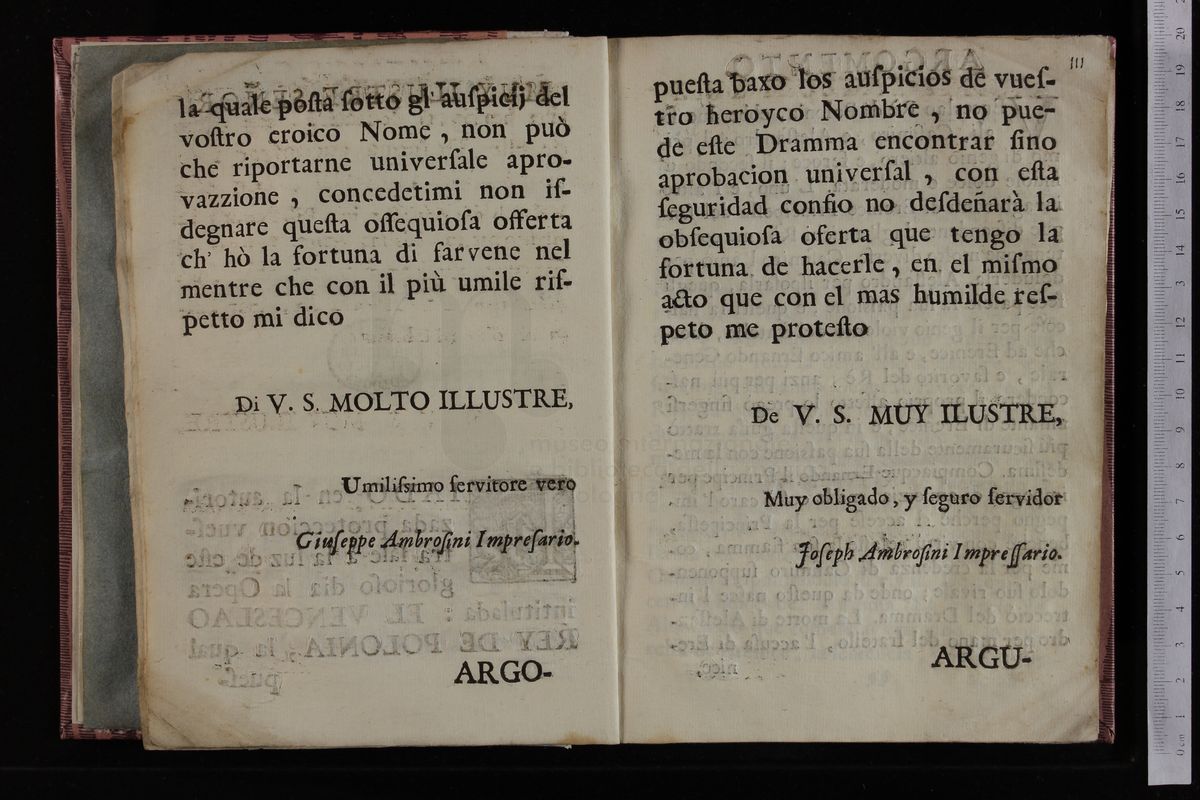 la quale poſta ſotto gl' auſpicij del
voſtro eroico Nome , non può
che riportarne univerſale apro-
vazzione , concedetimi non iſ-
degnare queſta oſſequioſa offerta
ch' hò la fortuna di farvene nel
mentre che con il più umile riſ-
petto mi dico
Di V. S. MOLTO ILLUSTRE,
Umiliſsimo ſervitore vero
Giuſeppe Ambroſini Impreſario.
ARGO-
III
pueſta baxo los auſpicios de vueſ-
tro heroyco Nombre , no pue-
de eſte Dramma encontrar ſino
aprobacion univerſal , con eſta
ſeguridad confio no deſdeñarà la
obſequioſa oferta que tengo la
fortuna de hacerle , en el miſmo
acto que con el mas humilde reſ-
peto me proteſto
De V. S. MUY ILUSTRE,
Muy obligado , y ſeguro ſervidor
Joſeph Ambroſini Impreſſario.
ARGU-